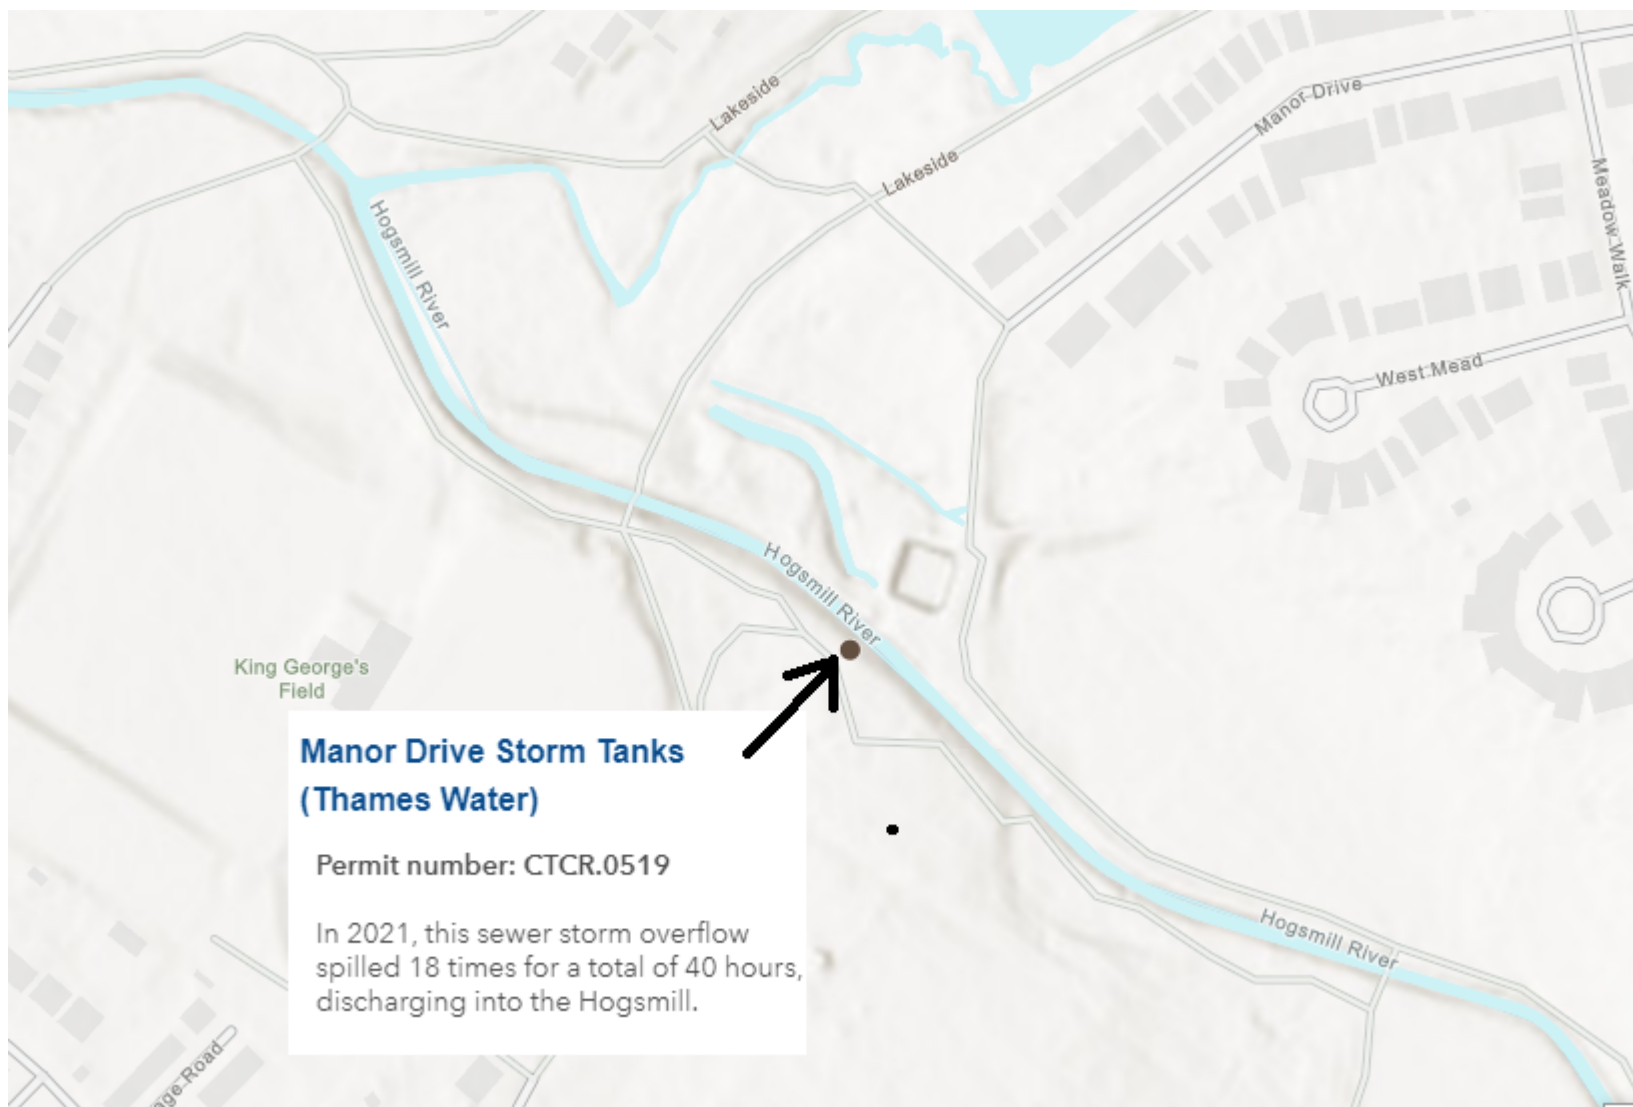 Lakeside
Manor Drive
Lakeside
Meadow Walk
Hogsmill River
West Mead
Hogsmill River
King George's
Field
Manor Drive Storm Tanks
(Thames Water)
Permit number: CTCR.0519
In 2021, this sewer storm overflow
spilled 18 times for a total of 40 hours,
discharging into the Hogsmill.
Hogsmill River
Road